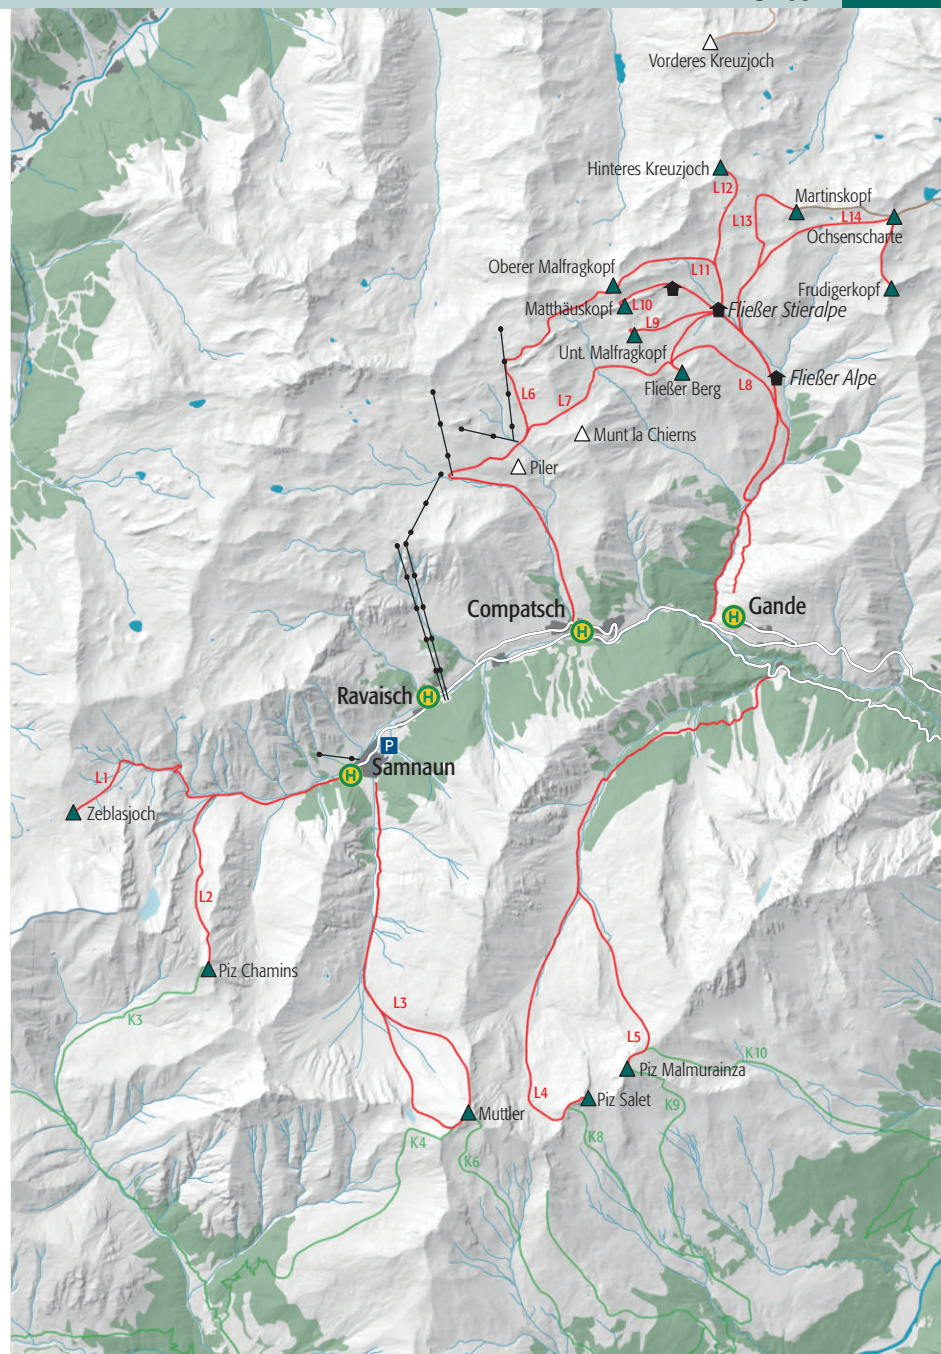 Vorderes Kreuzjoch
Hinteres Kreuzjoch
L12
Martinskopf
L13
L14
Ochsenscharte
Oberer Malfragkopf
L11
Frudigerkopf
Matthäuskopf
L10
Fließer Stieralpe
L9
Unt. Malfragkopf
Fließer Berg
L8
Fließer Alpe
L6
L7
Munt la Chierns
Piler
Compatsch
H
Gande
H
Ravaisch
H
P
Samnaun
H
L1
Zeblasjoch
L2
Piz Chamins
K3
L3
L5
K10
Piz Malmurainza
L4
Piz Salet
K9
Muttler
K4
K8
K6